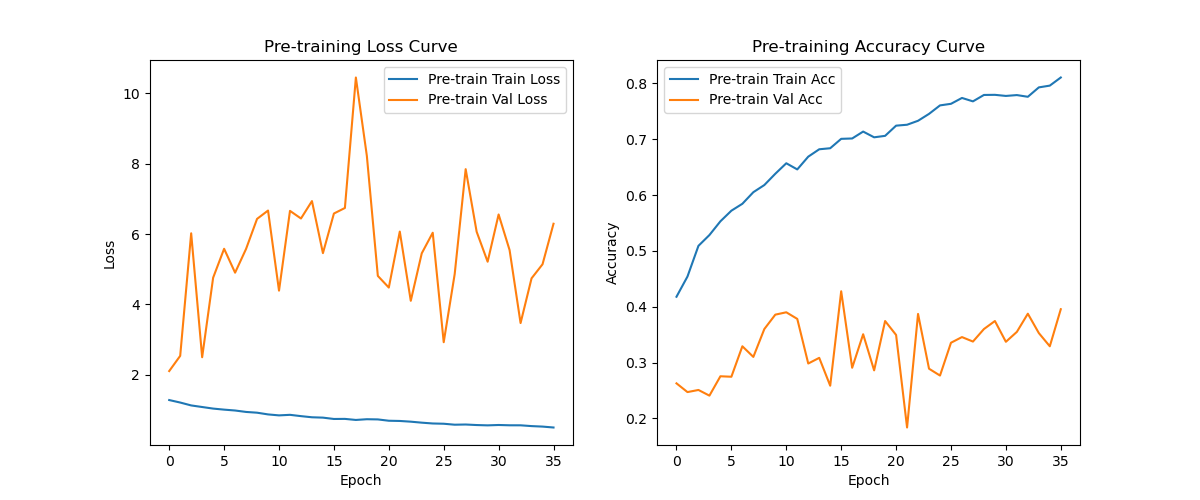 Pre-training Loss Curve
Pre-train Train Loss
Pre-train Val Loss
10
8
6
4
2
Loss
0 5 10 15 20 25 30 35
Epoch
Pre-training Accuracy Curve
Pre-train Train Acc
Pre-train Val Acc
0.8
0.7
0.6
0.5
0.4
0.3
0.2
Accuracy
0 5 10 15 20 25 30 35
Epoch